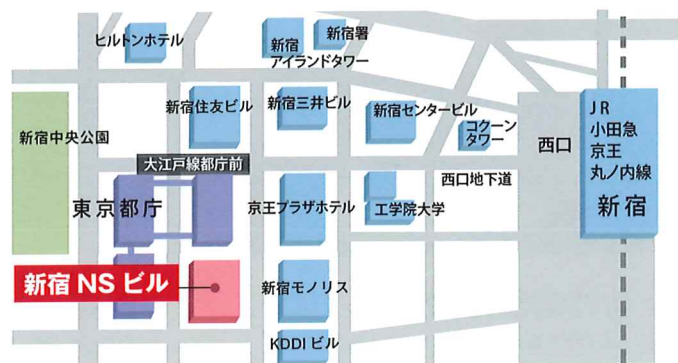 ヒルトンホテル
新宿
アイランドタワー
新宿署
新宿中央公園
新宿住友ビル
新宿三井ビル
新宿センタービル
コクーン
タワー
西口
JR
小田急
京王
丸ノ内線
新宿
大江戸線都庁前
西口地下道
東京都庁
京王プラザホテル
工学院大学
新宿 NS ビル
新宿モノリス
KDDI ビル